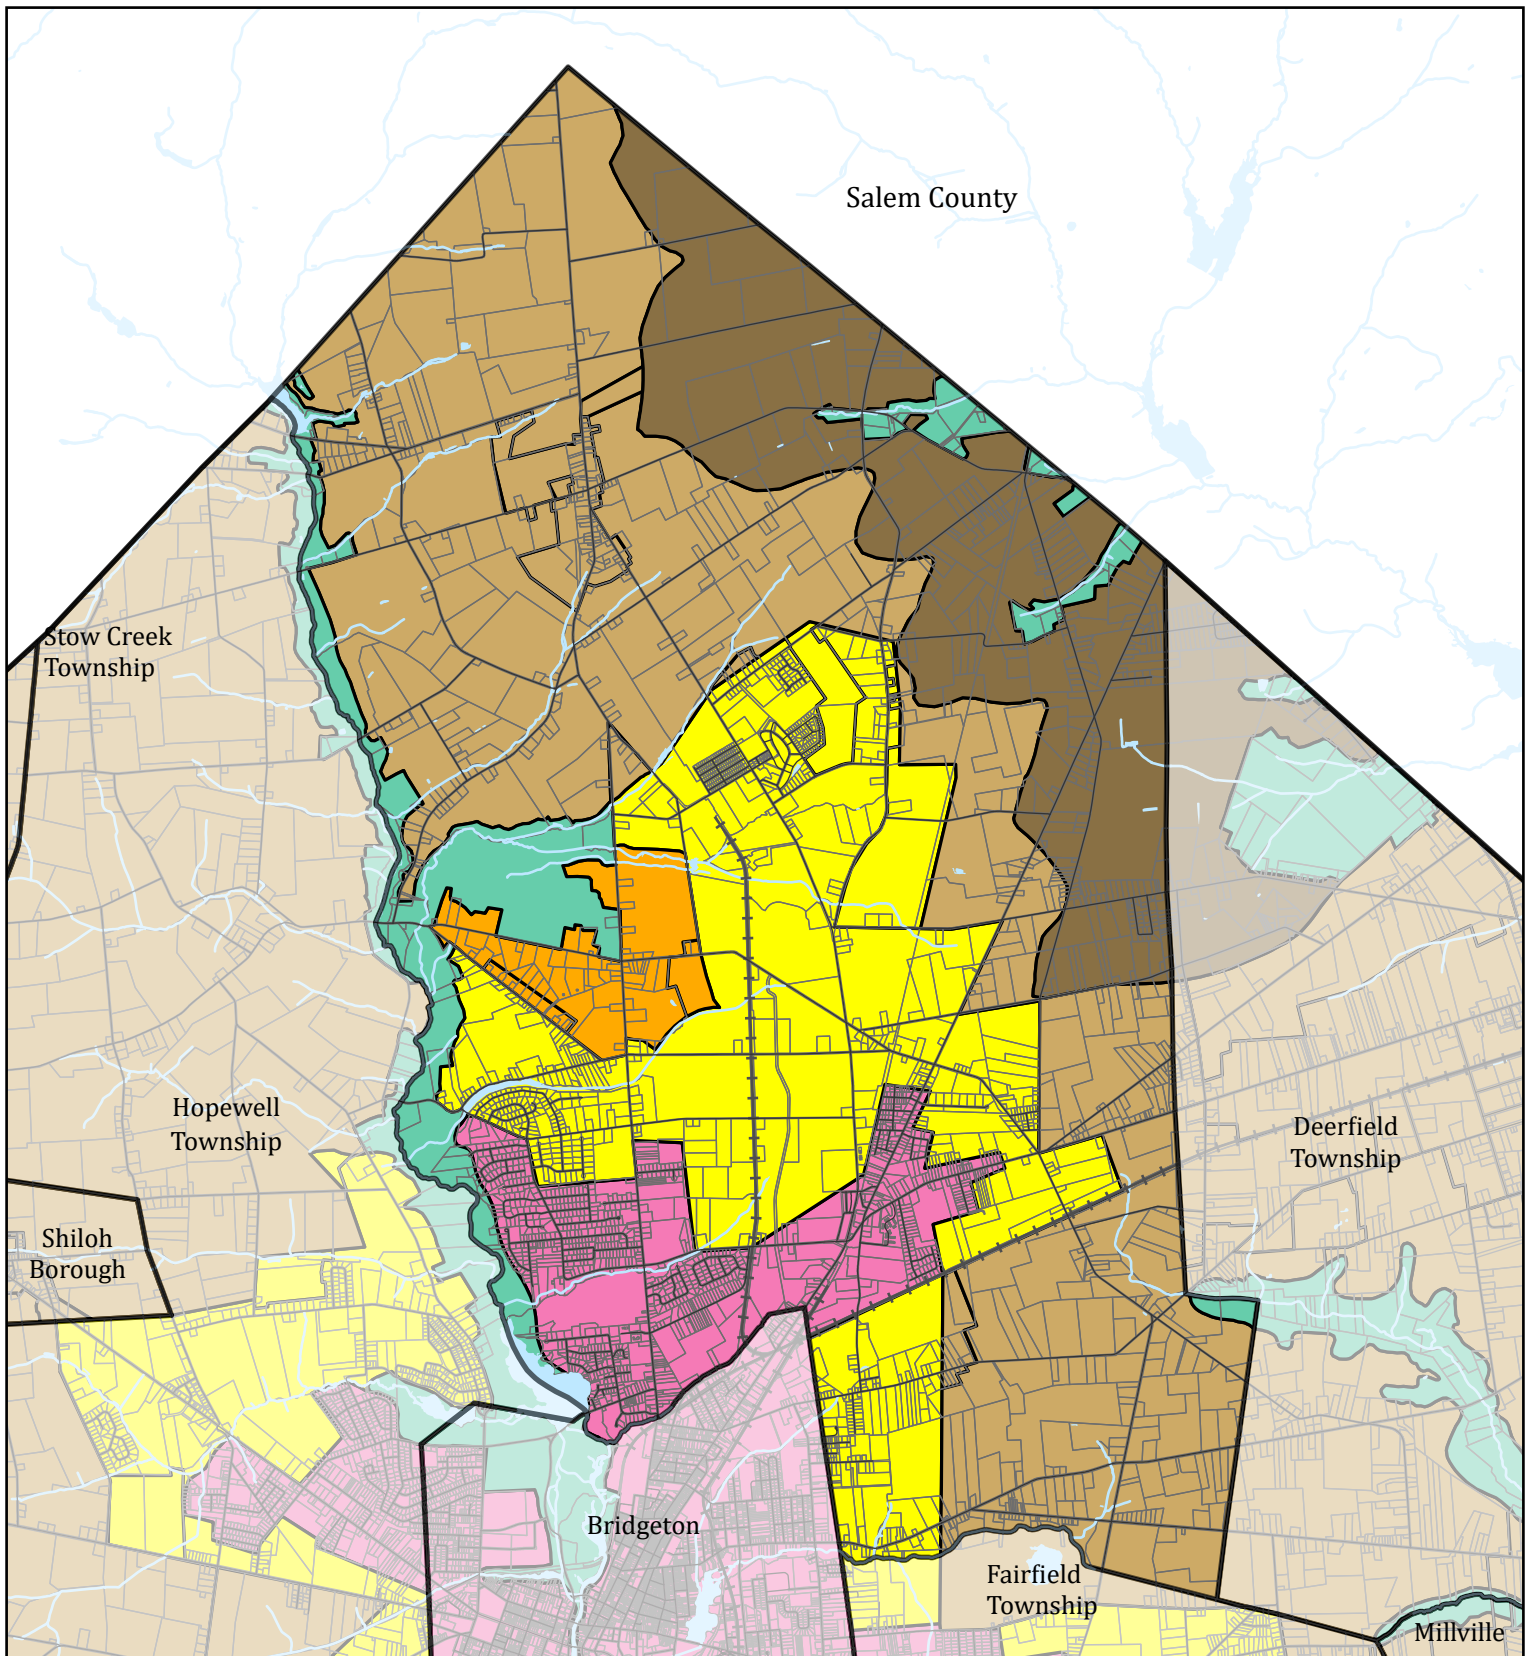 Salem County
Stow Creek
Township
Hopewell
Township
Deerfield
Township
Shiloh
Borough
Bridgeton
Fairfield
Township
Millville